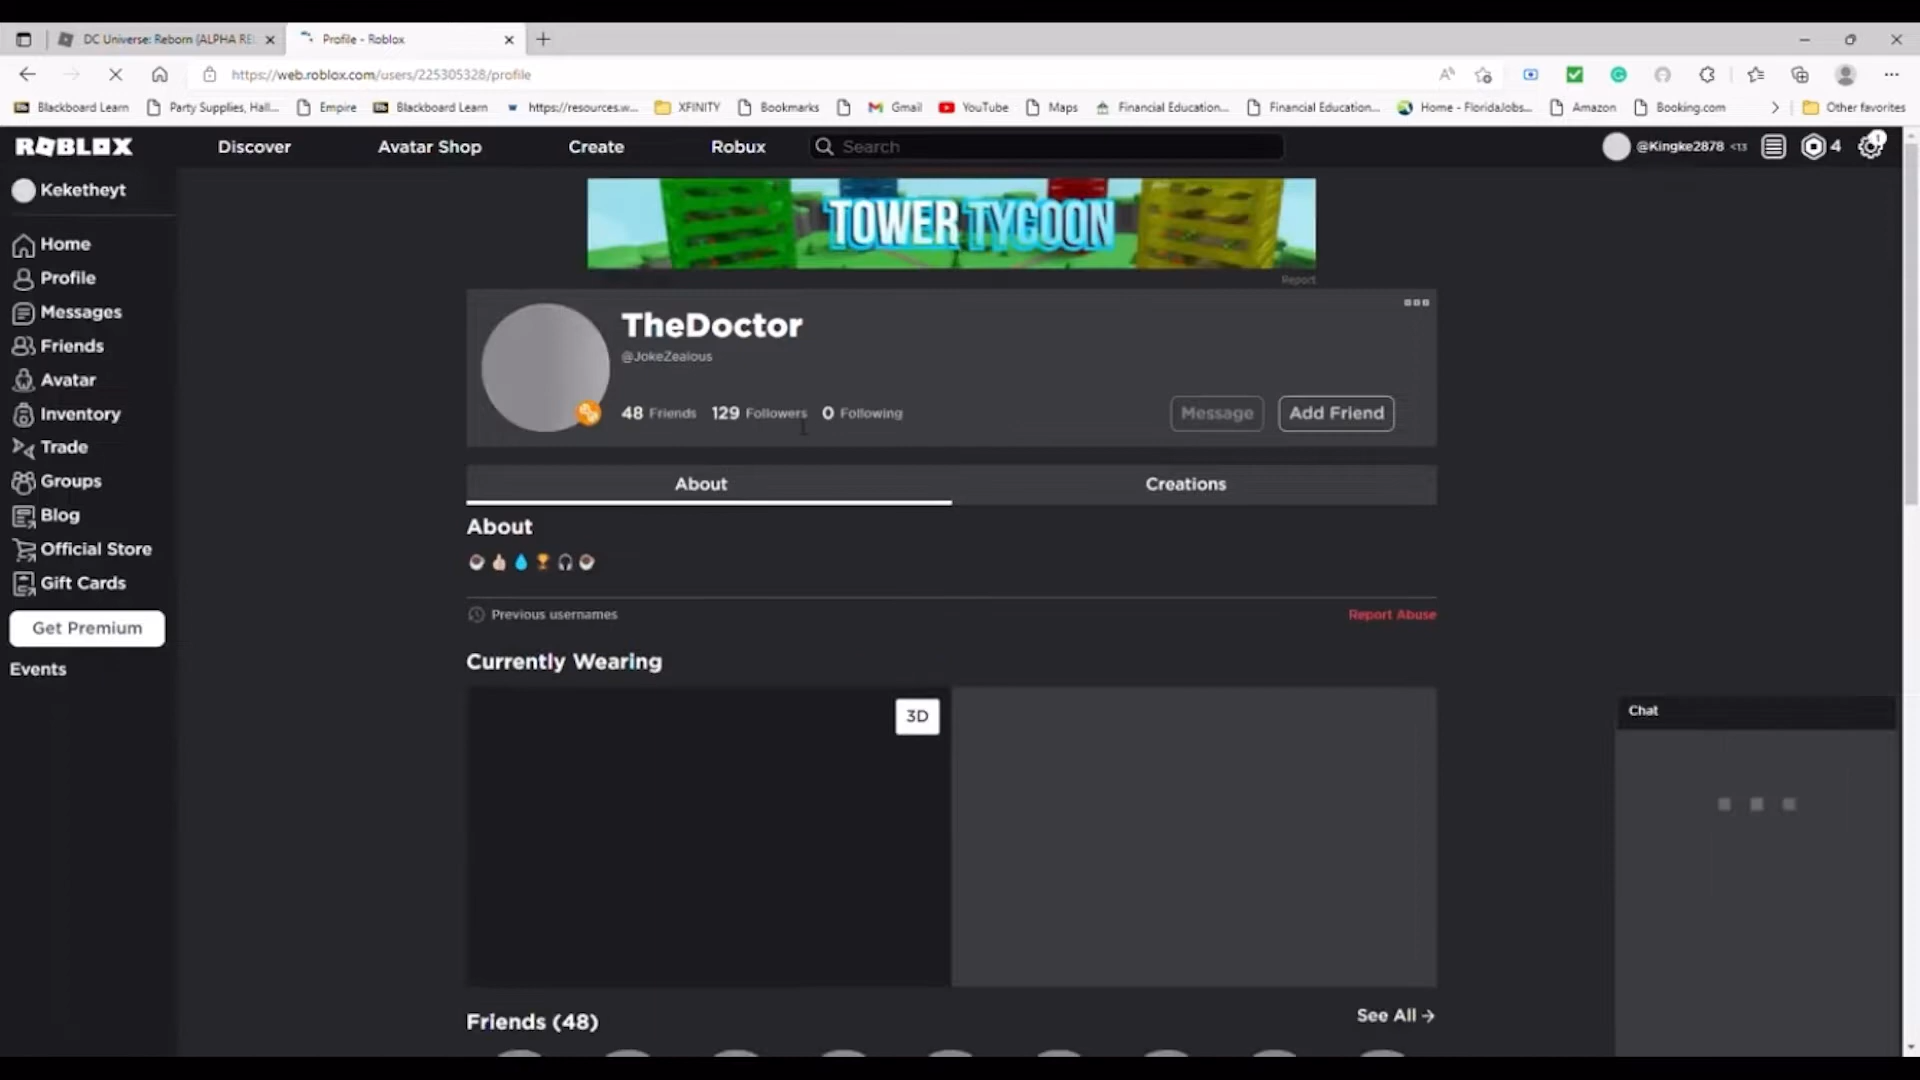 DC Universe: Reborn (ALPHA RE
Profile - Roblox
https://web.roblox.com/users/225305328/profile
Blackboard Learn
Party Supplies, Hall...
Empire
Blackboard Learn
https://resources.w...
XFINITY
Bookmarks
Gmail
YouTube
Maps
Financial Education...
Financial Education...
Home - FloridaJobs...
Amazon
Booking.com
Other favorites
ROBLOX
Discover
Avatar Shop
Create
Robux
Search
@Kingke2878 <13
4
1
Keketheyt
Home
Profile
Messages
Friends
Avatar
Inventory
Trade
Groups
Blog
Official Store
Gift Cards
Get Premium
Events
TOWER TYCOON
Report
TheDoctor
@JokeZealous
48 Friends 129 Followers 0 Following
Message
Add Friend
About
Creations
About
Previous usernames
Report Abuse
Currently Wearing
3D
Friends (48)
See All
Chat